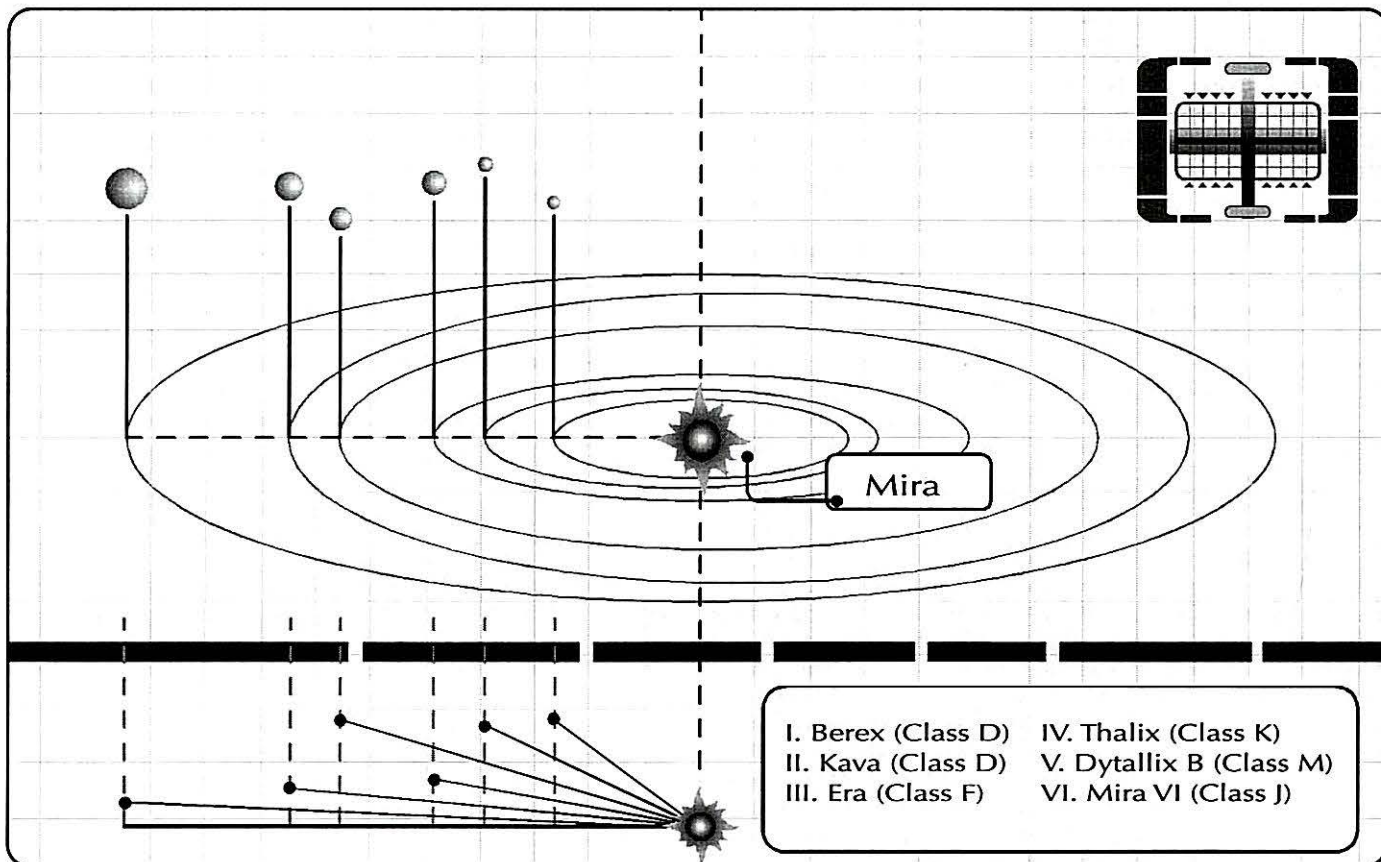 Mira
I. Berex (Class D)
II. Kava (Class D)
III. Era (Class F)
IV. Thalix (Class K)
V. Dytallix B (Class M)
VI. Mira VI (Class J)